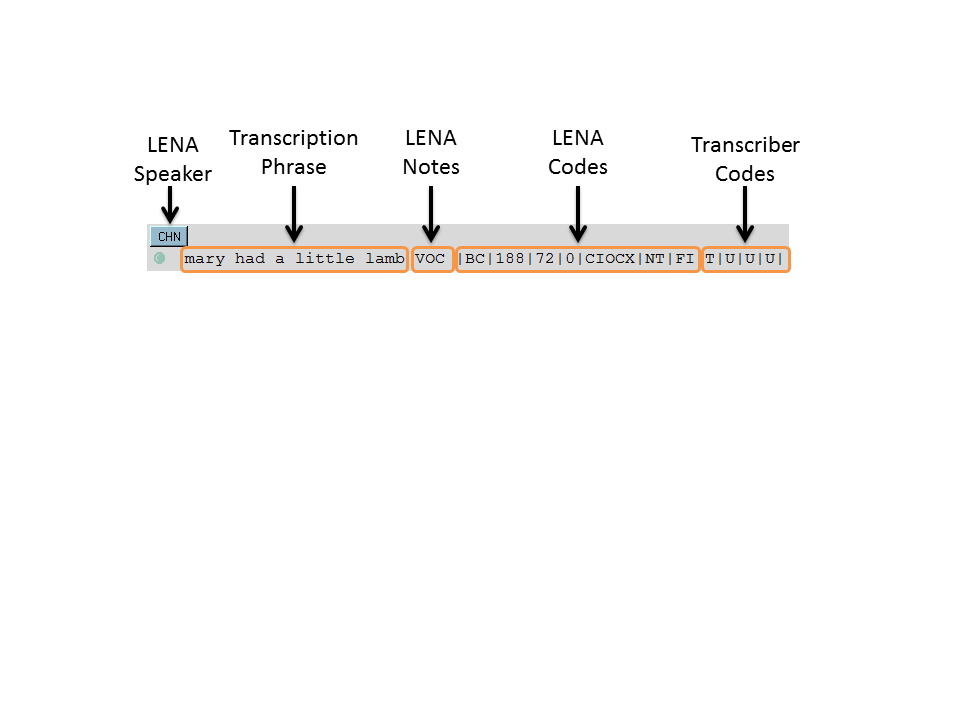 LENA
Speaker
Transcription
Phrase
LENA
Notes
LENA
Codes
Transcriber
Codes
CHN
mary had a little lamb VOC |BC|188|72|0|CIOCX|NT|FI T|U|U|U|